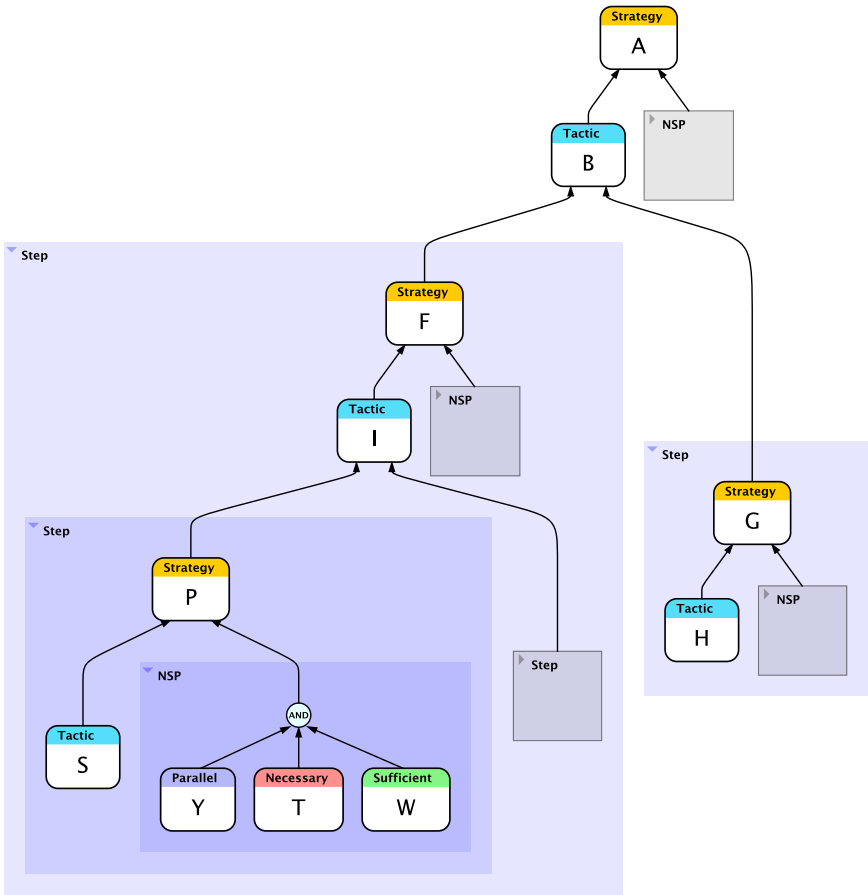 Strategy
A
Tactic
B
NSP
Step
Strategy
F
Tactic
I
NSP
Step
Strategy
G
Tactic
H
NSP
Step
Strategy
P
Step
NSP
Tactic
S
AND
Parallel
Y
Necessary
T
Sufficient
W